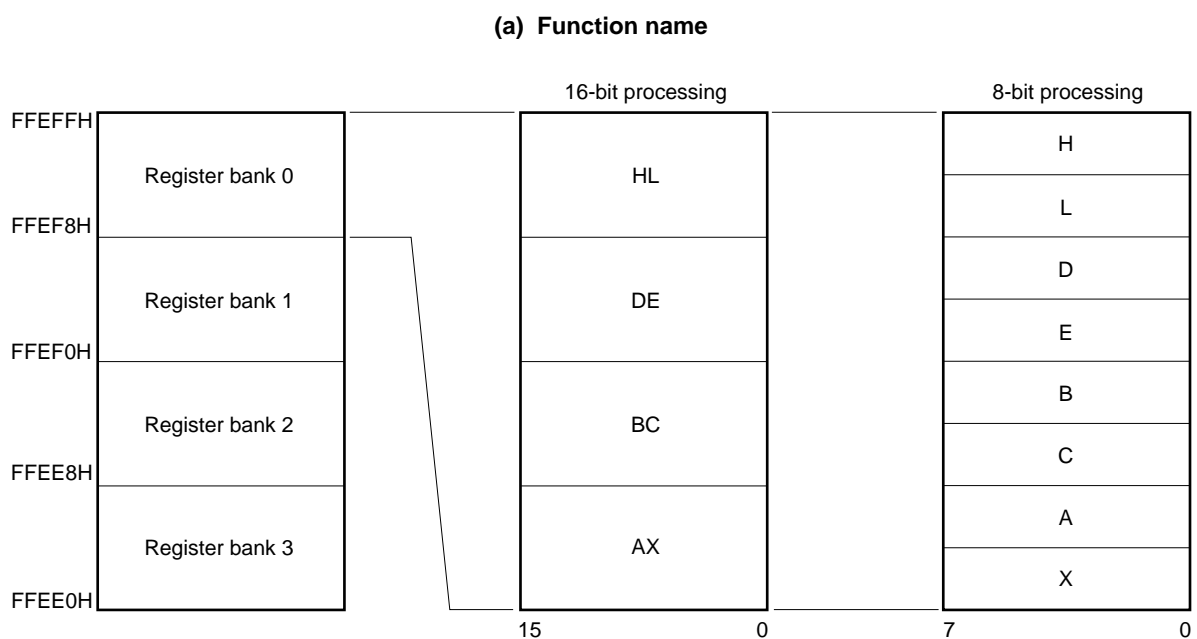 (a) Function name
16-bit processing
8-bit processing
FFEFFH
Register bank 0
HL
H
L
FFEF8H
Register bank 1
DE
D
E
FFEF0H
Register bank 2
BC
B
C
FFEE8H
Register bank 3
AX
A
X
FFEE0H
15 0
7 0